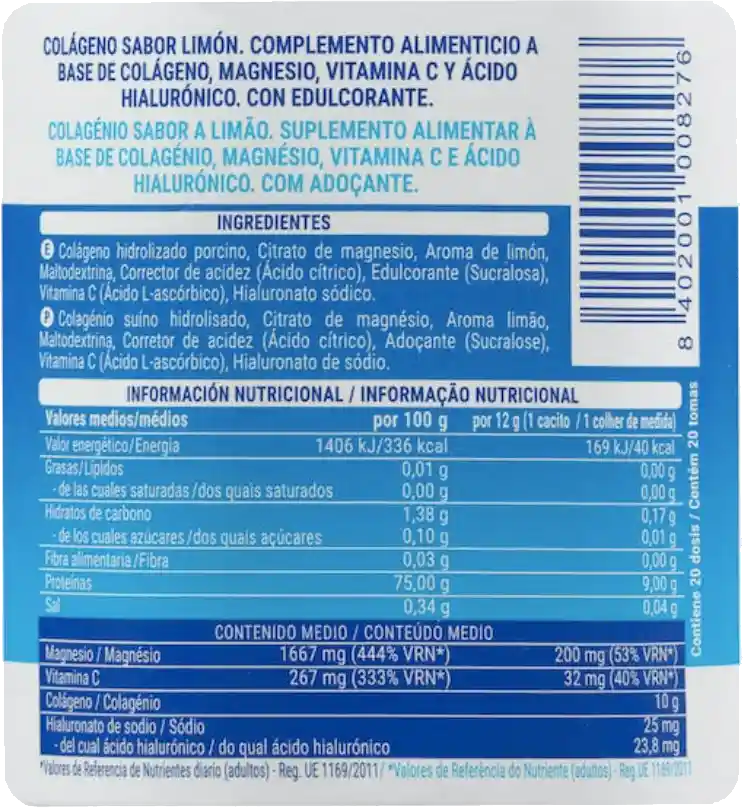 COLÁGENO SABOR LIMÓN. COMPLEMENTO ALIMENTICIO A
BASE DE COLÁGENO, MAGNESIO, VITAMINA C Y ÁCIDO
HIALURÓNICO. CON EDULCORANTE.
COLAGÉNIO SABOR A LIMÃO. SUPLEMENTO ALIMENTAR À
BASE DE COLAGÉNIO, MAGNÉSIO, VITAMINA C E ÁCIDO
HIALURÓNICO. COM ADOÇANTE.
8 402001 008276
INGREDIENTES
E Colágeno hidrolizado porcino, Citrato de magnesio, Aroma de limón,
Maltodextrina, Corrector de acidez (Ácido cítrico), Edulcorante (Sucralosa),
Vitamina C (Ácido L-ascórbico), Hialuronato sódico.
P Colagénio suíno hidrolisado, Citrato de magnésio, Aroma limão,
Maltodextrina, Corretor de acidez (Ácido cítrico), Adoçante (Sucralose),
Vitamina C (Ácido L-ascórbico), Hialuronato de sódio.
INFORMACIÓN NUTRICIONAL / INFORMAÇÃO NUTRICIONAL
Valores medios/médios por 100 g por 12 g (1 cacito / 1 colher de medida)
Valor energético/Energia 1406 kJ/336 kcal 169 kJ/40 kcal
Grasas/Lípidos 0,01 g 0,00 g
- de las cuales saturadas/dos quais saturados 0,00 g 0,00 g
Hidratos de carbono 1,38 g 0,17 g
- de los cuales azúcares/dos quais açúcares 0,10 g 0,01 g
Fibra alimentaria/Fibra 0,03 g 0,00 g
Proteínas 75,00 g 9,00 g
Sal 0,34 g 0,04 g
Contiene 20 dosis / Contém 20 tomas
CONTENIDO MEDIO / CONTEÚDO MEDIO
Magnesio / Magnésio 1667 mg (444% VRN*) 200 mg (53% VRN*)
Vitamina C 267 mg (333% VRN*) 32 mg (40% VRN*)
Colágeno / Colagénio 10 g
Hialuronato de sodio / Sódio 25 mg
- del cual ácido hialurónico / do qual ácido hialurónico 23,8 mg
*Valores de Referencia de Nutrientes diario (adultos) - Reg. UE 1169/2011/ *Valores de Referência do Nutriente (adultos) - Reg UE 1169/2011